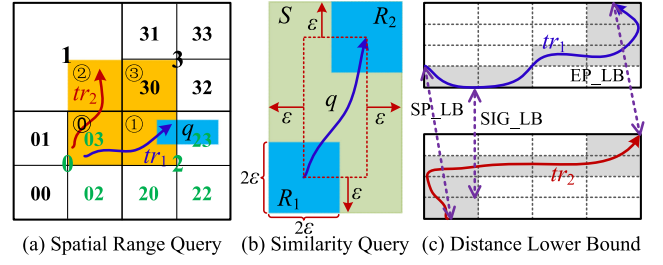 31 33
1 3
② ③
tr2 30 32
⓪ ①
01 03 q 23
0 tr1 2
00 02 20 22
(a) Spatial Range Query
S ε R2
q
ε ε
2ε R1 ε
2ε
(b) Similarity Query
tr1
EP_LB
SP_LB
SIG_LB
tr2
(c) Distance Lower Bound